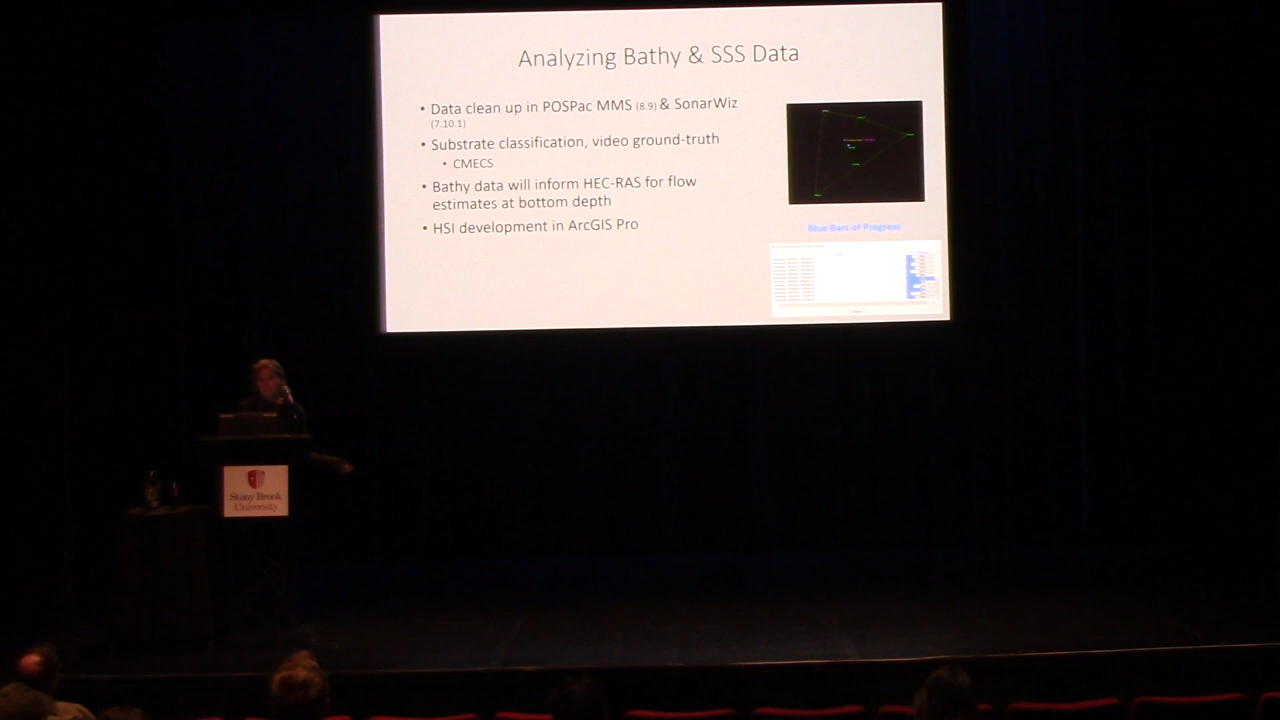 Analyzing Bathy & SSS Data
• Data clean up in POSPac MMS (8.9) & SonarWiz
(7.10.1)
• Substrate classification, video ground-truth
• CMECS
• Bathy data will inform HEC-RAS for flow
estimates at bottom depth
• HSI development in ArcGIS Pro
Blue Bars of Progress
Stony Brook
University